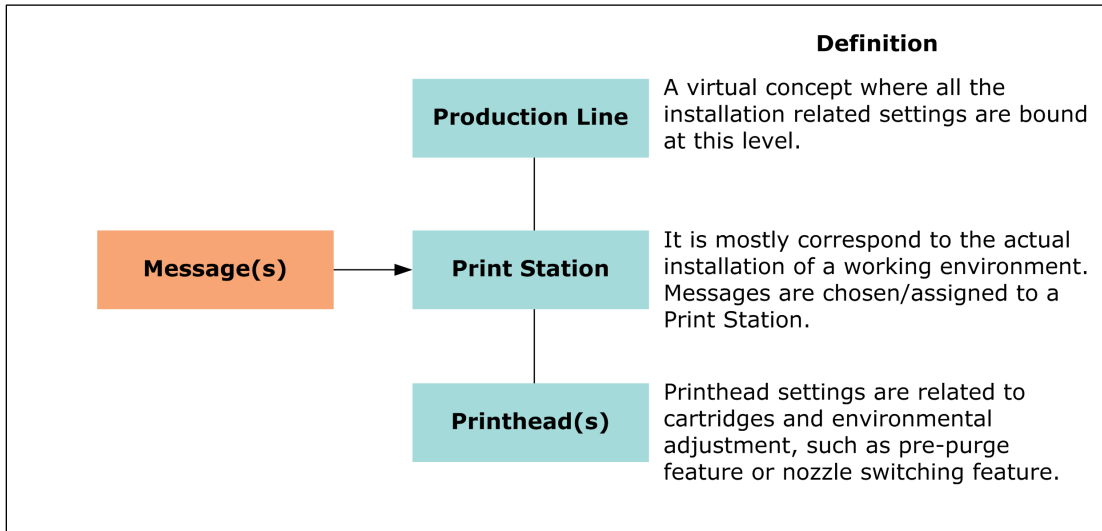 Definition
Production Line
A virtual concept where all the
installation related settings are bound
at this level.
Message(s)
Print Station
It is mostly correspond to the actual
installation of a working environment.
Messages are chosen/assigned to a
Print Station.
Printhead(s)
Printhead settings are related to
cartridges and environmental
adjustment, such as pre-purge
feature or nozzle switching feature.